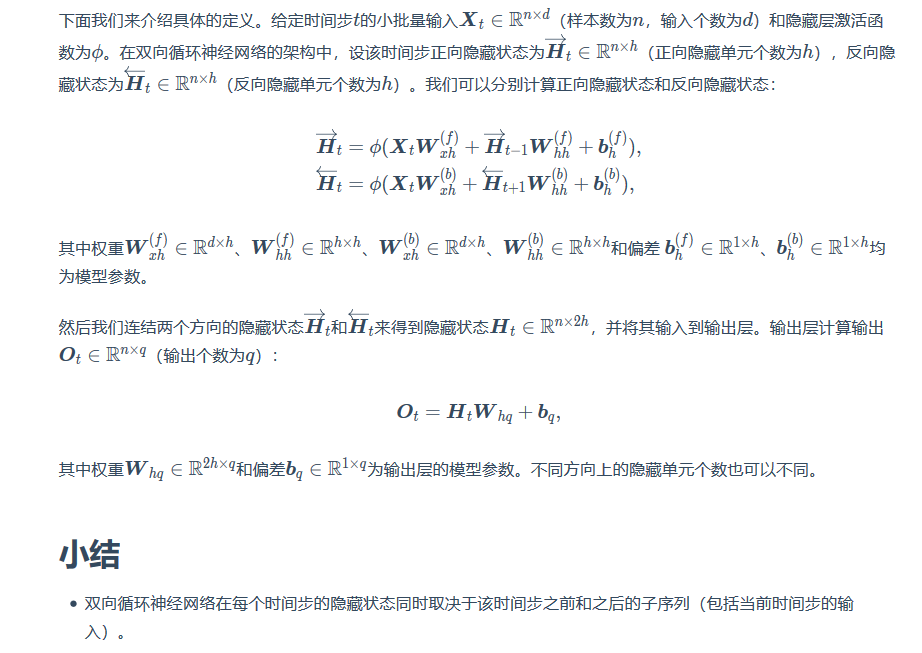 下面我们来介绍具体的定义。给定时间步$t$的小批量输入$\boldsymbol{X}_t \in \mathbb{R}^{n \times d}$（样本数为$n$，输入个数为$d$）和隐藏层激活函
数为$\phi$。在双向循环神经网络的架构中，设该时间步正向隐藏状态为$\overrightarrow{\boldsymbol{H}}_t \in \mathbb{R}^{n \times h}$（正向隐藏单元个数为$h$），反向隐
藏状态为$\overleftarrow{\boldsymbol{H}}_t \in \mathbb{R}^{n \times h}$（反向隐藏单元个数为$h$）。我们可以分别计算正向隐藏状态和反向隐藏状态：
$\overrightarrow{\boldsymbol{H}}_t = \phi(\boldsymbol{X}_t \boldsymbol{W}_{xh}^{(f)} + \overrightarrow{\boldsymbol{H}}_{t-1} \boldsymbol{W}_{hh}^{(f)} + \boldsymbol{b}_h^{(f)}),$
$\overleftarrow{\boldsymbol{H}}_t = \phi(\boldsymbol{X}_t \boldsymbol{W}_{xh}^{(b)} + \overleftarrow{\boldsymbol{H}}_{t+1} \boldsymbol{W}_{hh}^{(b)} + \boldsymbol{b}_h^{(b)}),$
其中权重$\boldsymbol{W}_{xh}^{(f)} \in \mathbb{R}^{d \times h}$、$\boldsymbol{W}_{hh}^{(f)} \in \mathbb{R}^{h \times h}$、$\boldsymbol{W}_{xh}^{(b)} \in \mathbb{R}^{d \times h}$、$\boldsymbol{W}_{hh}^{(b)} \in \mathbb{R}^{h \times h}$和偏差 $\boldsymbol{b}_h^{(f)} \in \mathbb{R}^{1 \times h}$、$\boldsymbol{b}_h^{(b)} \in \mathbb{R}^{1 \times h}$均
为模型参数。
然后我们连结两个方向的隐藏状态$\overrightarrow{\boldsymbol{H}}_t$和$\overleftarrow{\boldsymbol{H}}_t$来得到隐藏状态$\boldsymbol{H}_t \in \mathbb{R}^{n \times 2h}$，并将其输入到输出层。输出层计算输出
$\boldsymbol{O}_t \in \mathbb{R}^{n \times q}$（输出个数为$q$）：
$\boldsymbol{O}_t = \boldsymbol{H}_t \boldsymbol{W}_{hq} + \boldsymbol{b}_q,$
其中权重$\boldsymbol{W}_{hq} \in \mathbb{R}^{2h \times q}$和偏差$\boldsymbol{b}_q \in \mathbb{R}^{1 \times q}$为输出层的模型参数。不同方向上的隐藏单元个数也可以不同。
小结
• 双向循环神经网络在每个时间步的隐藏状态同时取决于该时间步之前和之后的子序列（包括当前时间步的输
入）。